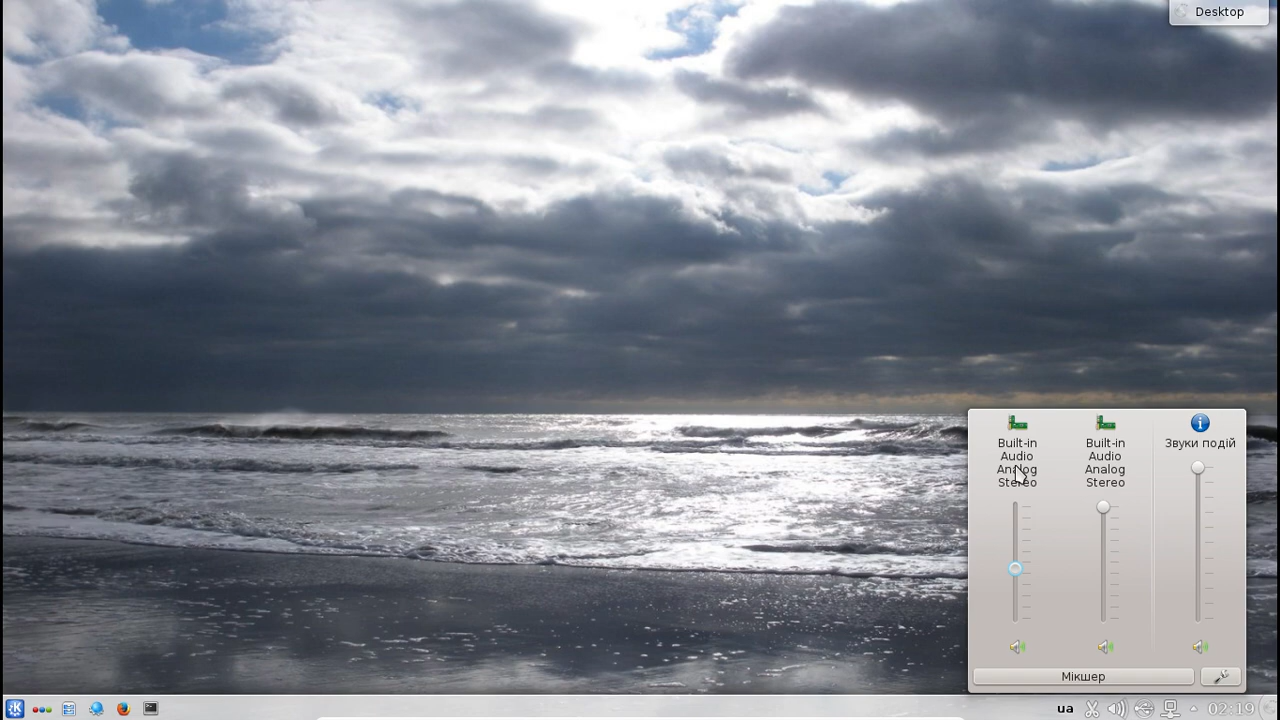 Desktop
Built-in
Audio
Analog
Stereo
Built-in
Audio
Analog
Stereo
Звуки подій
Мікшер
ua
02:19